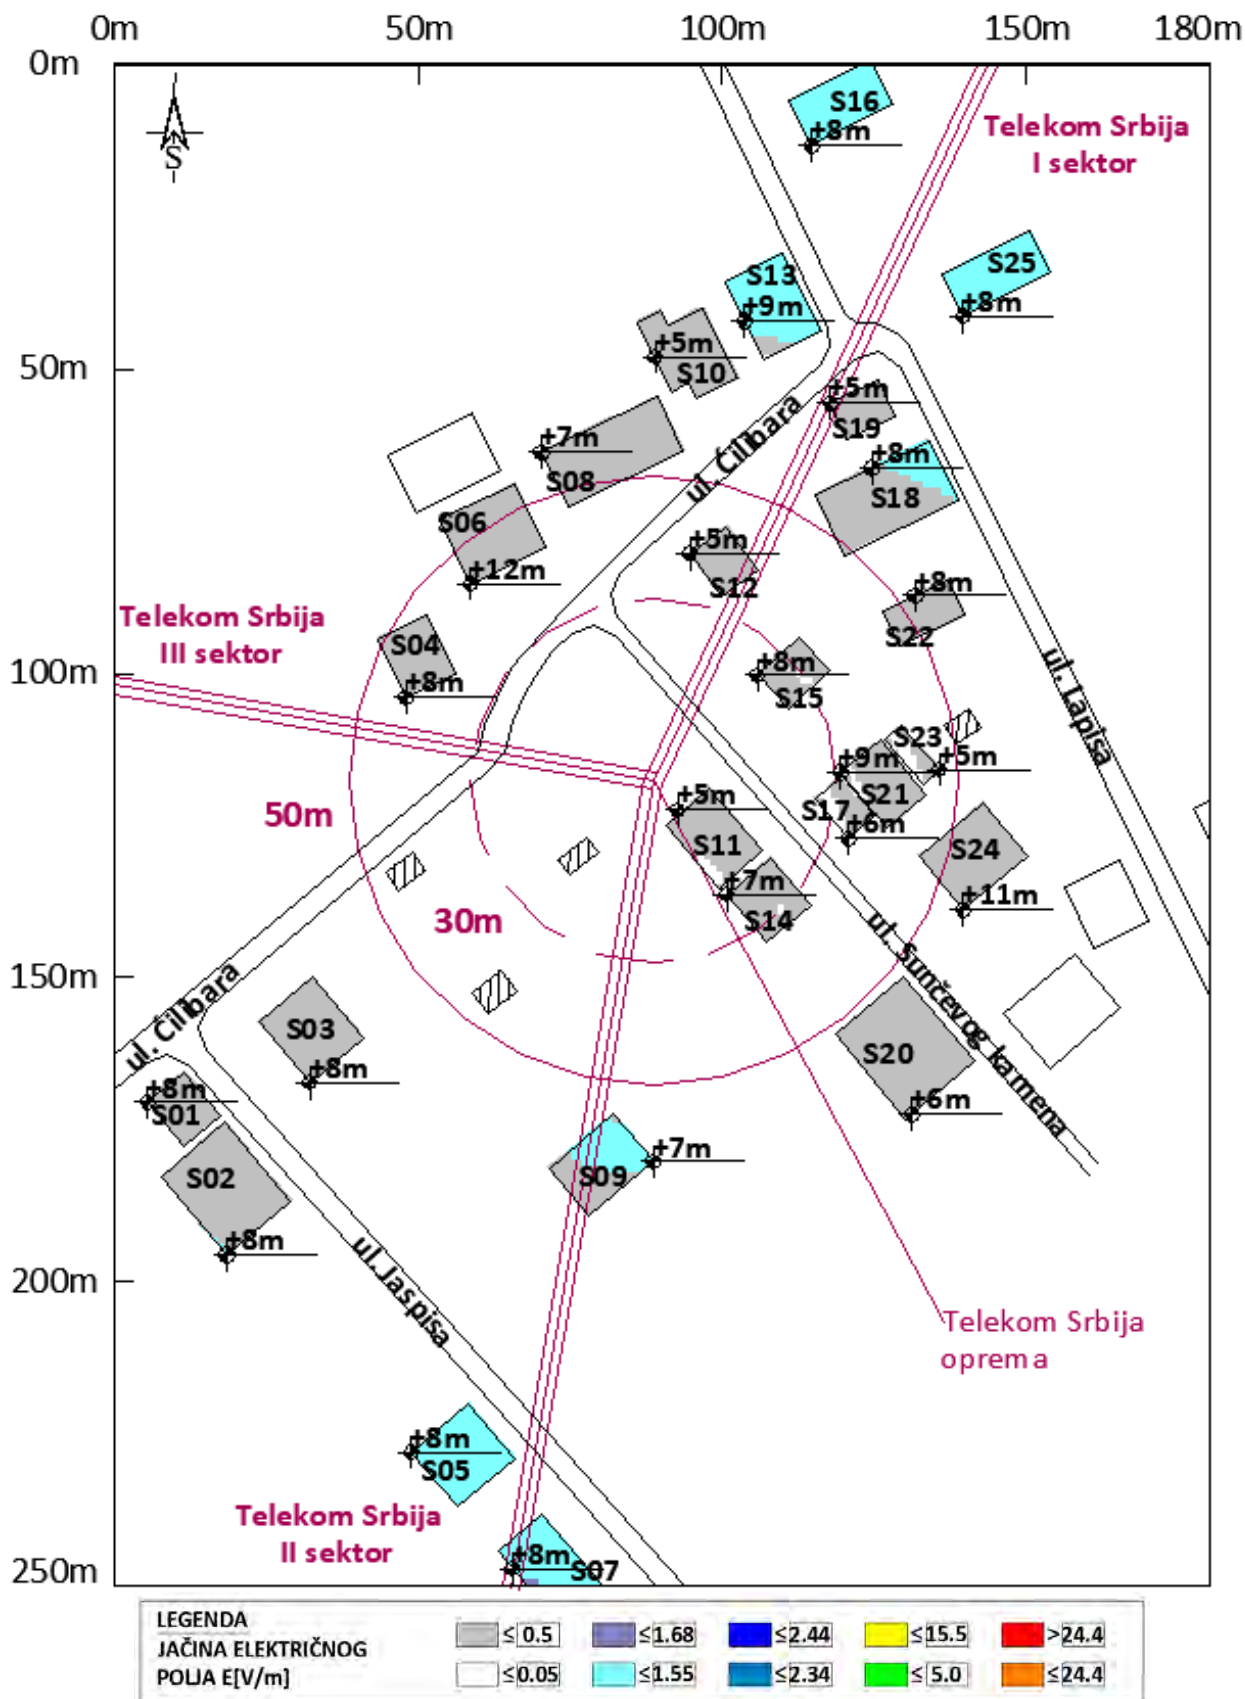 0m 50m 100m 150m 180m
0m
S
S16
+8m
Telekom Srbija
I sektor
S13
S25
+9m
+8m
+5m
S10
50m
+5m
S19
ul. Ćilibara
+7m
S08
+8m
S18
S06
+12m
+5m
S12
+8m
S22
Telekom Srbija
III sektor
S04
+8m
100m
+8m
S15
ul. Lapisa
S23
+9m
+5m
S21
50m
+5m
S17
+6m
S11
S24
+7m
+11m
30m
S14
ul. Sunčevog kamena
150m
ul. Ćilibara
S03
+8m
S20
+6m
+8m
S01
+7m
S09
S02
+8m
ul. Jaspisa
200m
Telekom Srbija
oprema
+8m
S05
Telekom Srbija
II sektor
+8m
S07
250m
LEGENDA
JAČINA ELEKTRIČNOG
POLJA E[V/m]
≤ 0.5 ≤1.68 ≤2.44 ≤15.5 >24.4
≤0.05 ≤1.55 ≤2.34 ≤ 5.0 ≤24.4